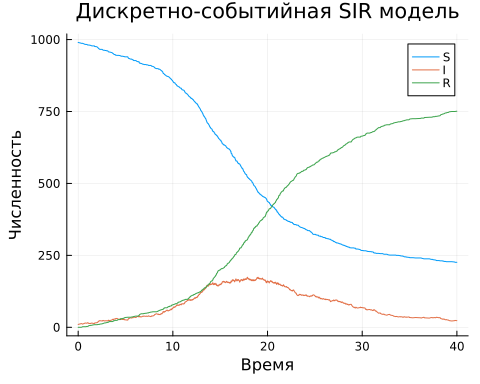 Дискретно-событийная SIR модель
Численность
1000
750
500
250
0
S
I
R
0 10 20 30 40
Время